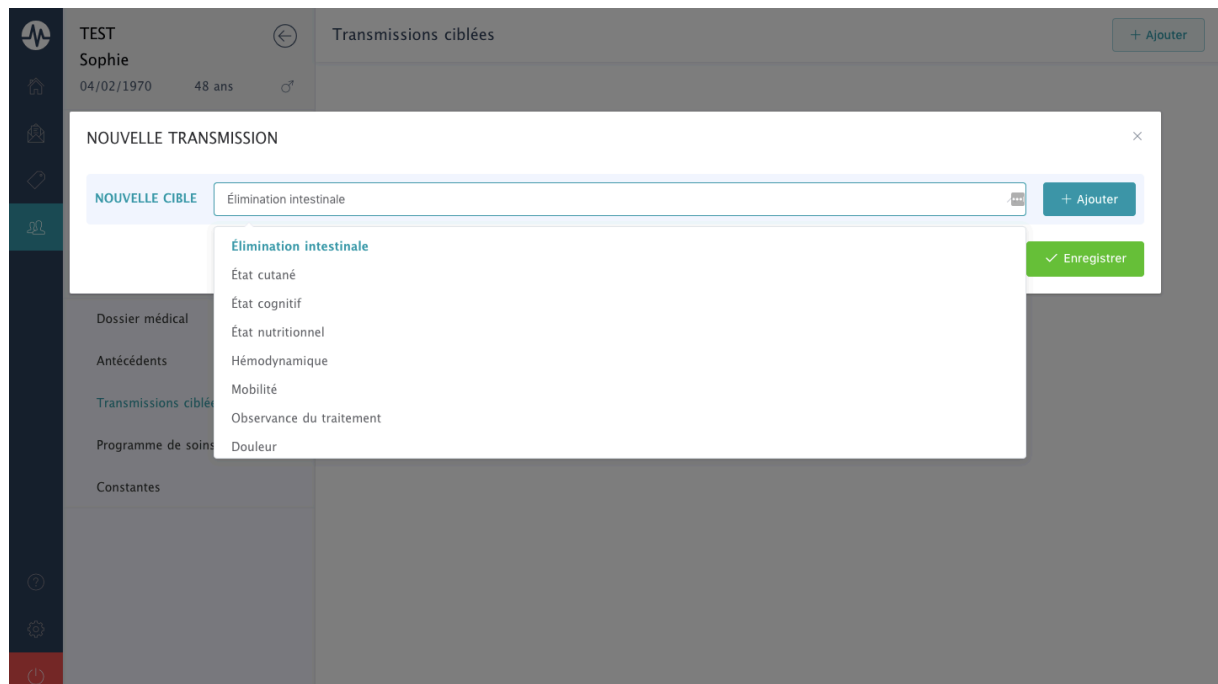 TEST
Sophie
04/02/1970 48 ans
Transmissions ciblées
+ Ajouter
NOUVELLE TRANSMISSION
NOUVELLE CIBLE
Élimination intestinale
+ Ajouter
Élimination intestinale
État cutané
État cognitif
État nutritionnel
Hémodynamique
Mobilité
Observance du traitement
Douleur
Enregistrer
Dossier médical
Antécédents
Transmissions ciblée
Programme de soins
Constantes